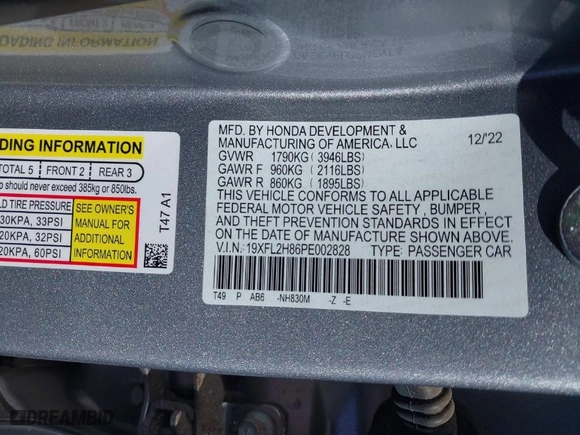 OADING INFORMATION
DING INFORMATION
TOTAL 5 FRONT 2 REAR 3
o should never exceed 385kg or 850lbs.
LD TIRE PRESSURE
30KPA, 33PSI
20KPA, 32PSI
20KPA, 60PSI
SEE OWNER'S
MANUAL FOR
ADDITIONAL
INFORMATION
T47 A1
MFD. BY HONDA DEVELOPMENT &
MANUFACTURING OF AMERICA, LLC 12/22
GVWR 1790KG ( 3946LBS)
GAWR F 960KG ( 2116LBS)
GAWR R 860KG ( 1895LBS)
THIS VEHICLE CONFORMS TO ALL APPLICABLE
FEDERAL MOTOR VEHICLE SAFETY , BUMPER ,
AND THEFT PREVENTION STANDARDS IN EFFECT
ON THE DATE OF MANUFACTURE SHOWN ABOVE.
V.I.N.: 19XFL2H86PE002828 TYPE: PASSENGER CAR
T49 P AB6 -NH830M -Z -E
DREAMBID